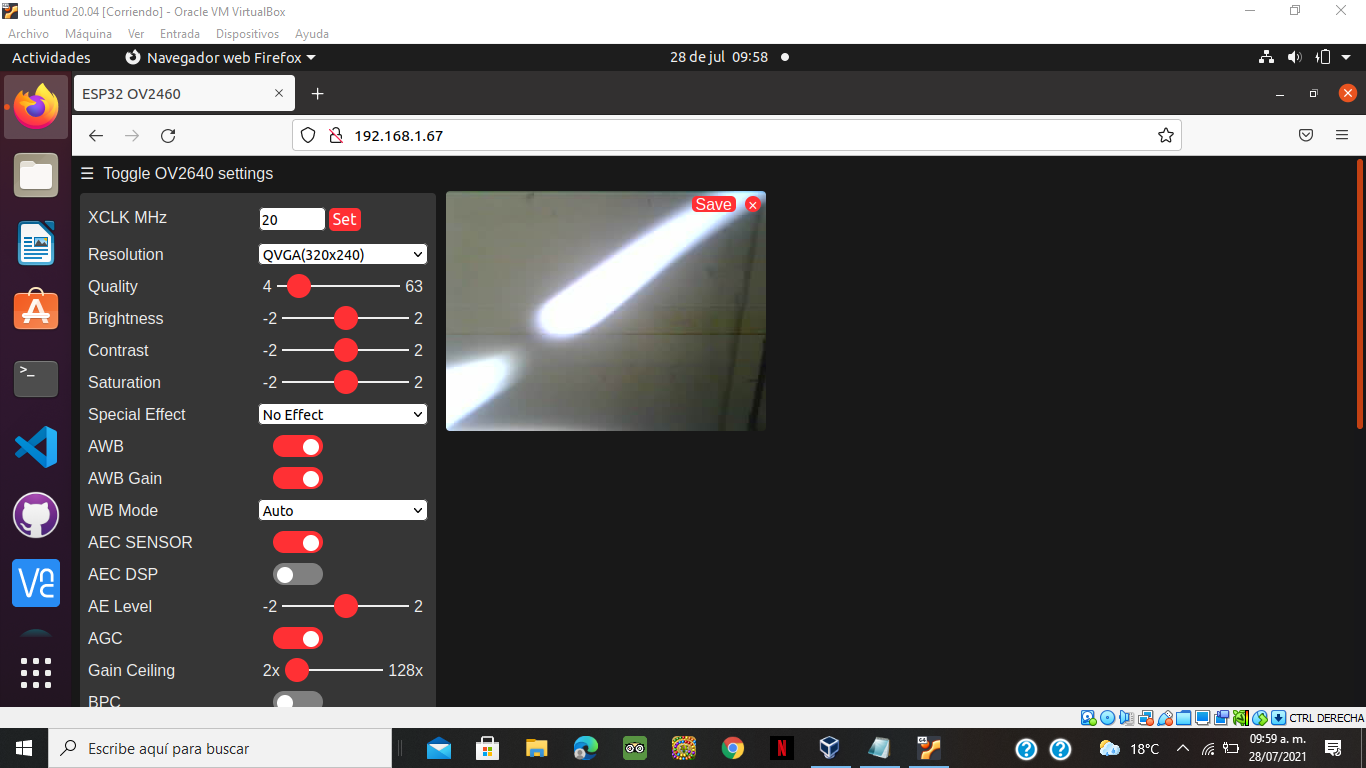 ubuntud 20.04 [Corriendo] - Oracle VM VirtualBox
Archivo Máquina Ver Entrada Dispositivos Ayuda
Actividades Navegador web Firefox 28 de jul 09:58
ESP32 OV2460
192.168.1.67
☰ Toggle OV2640 settings
XCLK MHz 20 Set
Save ×
Resolution QVGA(320x240)
Quality 4 63
Brightness -2 2
Contrast -2 2
Saturation -2 2
Special Effect No Effect
AWB
AWB Gain
WB Mode Auto
AEC SENSOR
AEC DSP
AE Level -2 2
AGC
Gain Ceiling 2x 128x
BPC
CTRL DERECHA
Escribe aquí para buscar
18°C
09:59 a. m.
28/07/2021